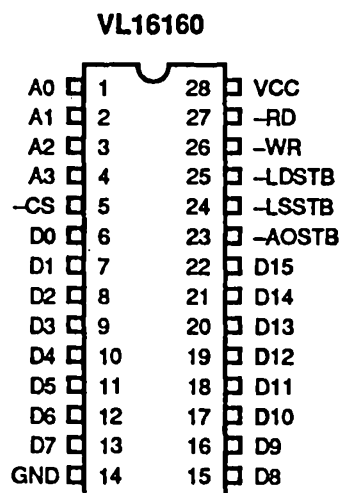 VL16160
A0 1 28 VCC
A1 2 27 –RD
A2 3 26 –WR
A3 4 25 –LDSTB
–CS 5 24 –LSSTB
D0 6 23 –AOSTB
D1 7 22 D15
D2 8 21 D14
D3 9 20 D13
D4 10 19 D12
D5 11 18 D11
D6 12 17 D10
D7 13 16 D9
GND 14 15 D8